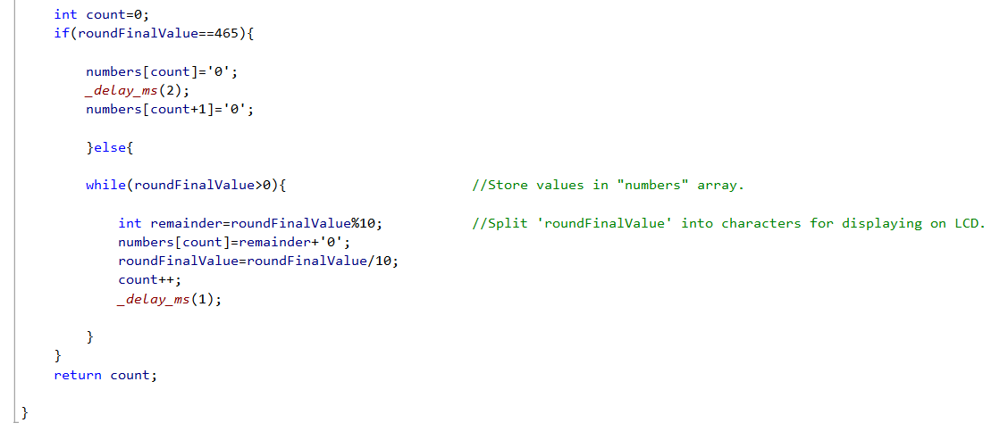 int count=0;
if(roundFinalValue==465){
numbers[count]='0';
_delay_ms(2);
numbers[count+1]='0';
}else{
while(roundFinalValue>0){ //Store values in "numbers" array.
int remainder=roundFinalValue%10; //Split 'roundFinalValue' into characters for displaying on LCD.
numbers[count]=remainder+'0';
roundFinalValue=roundFinalValue/10;
count++;
_delay_ms(1);
}
}
return count;
}